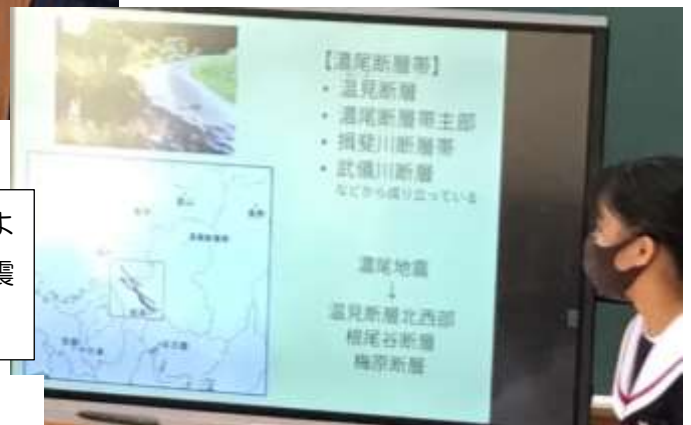 【濃尾断層帯】
・温見断層
・濃尾断層帯主部
・揖斐川断層帯
・武儀川断層
などから成り立っている
濃尾地震
↓
温見断層北西部
根尾谷断層
梅原断層
よ
震